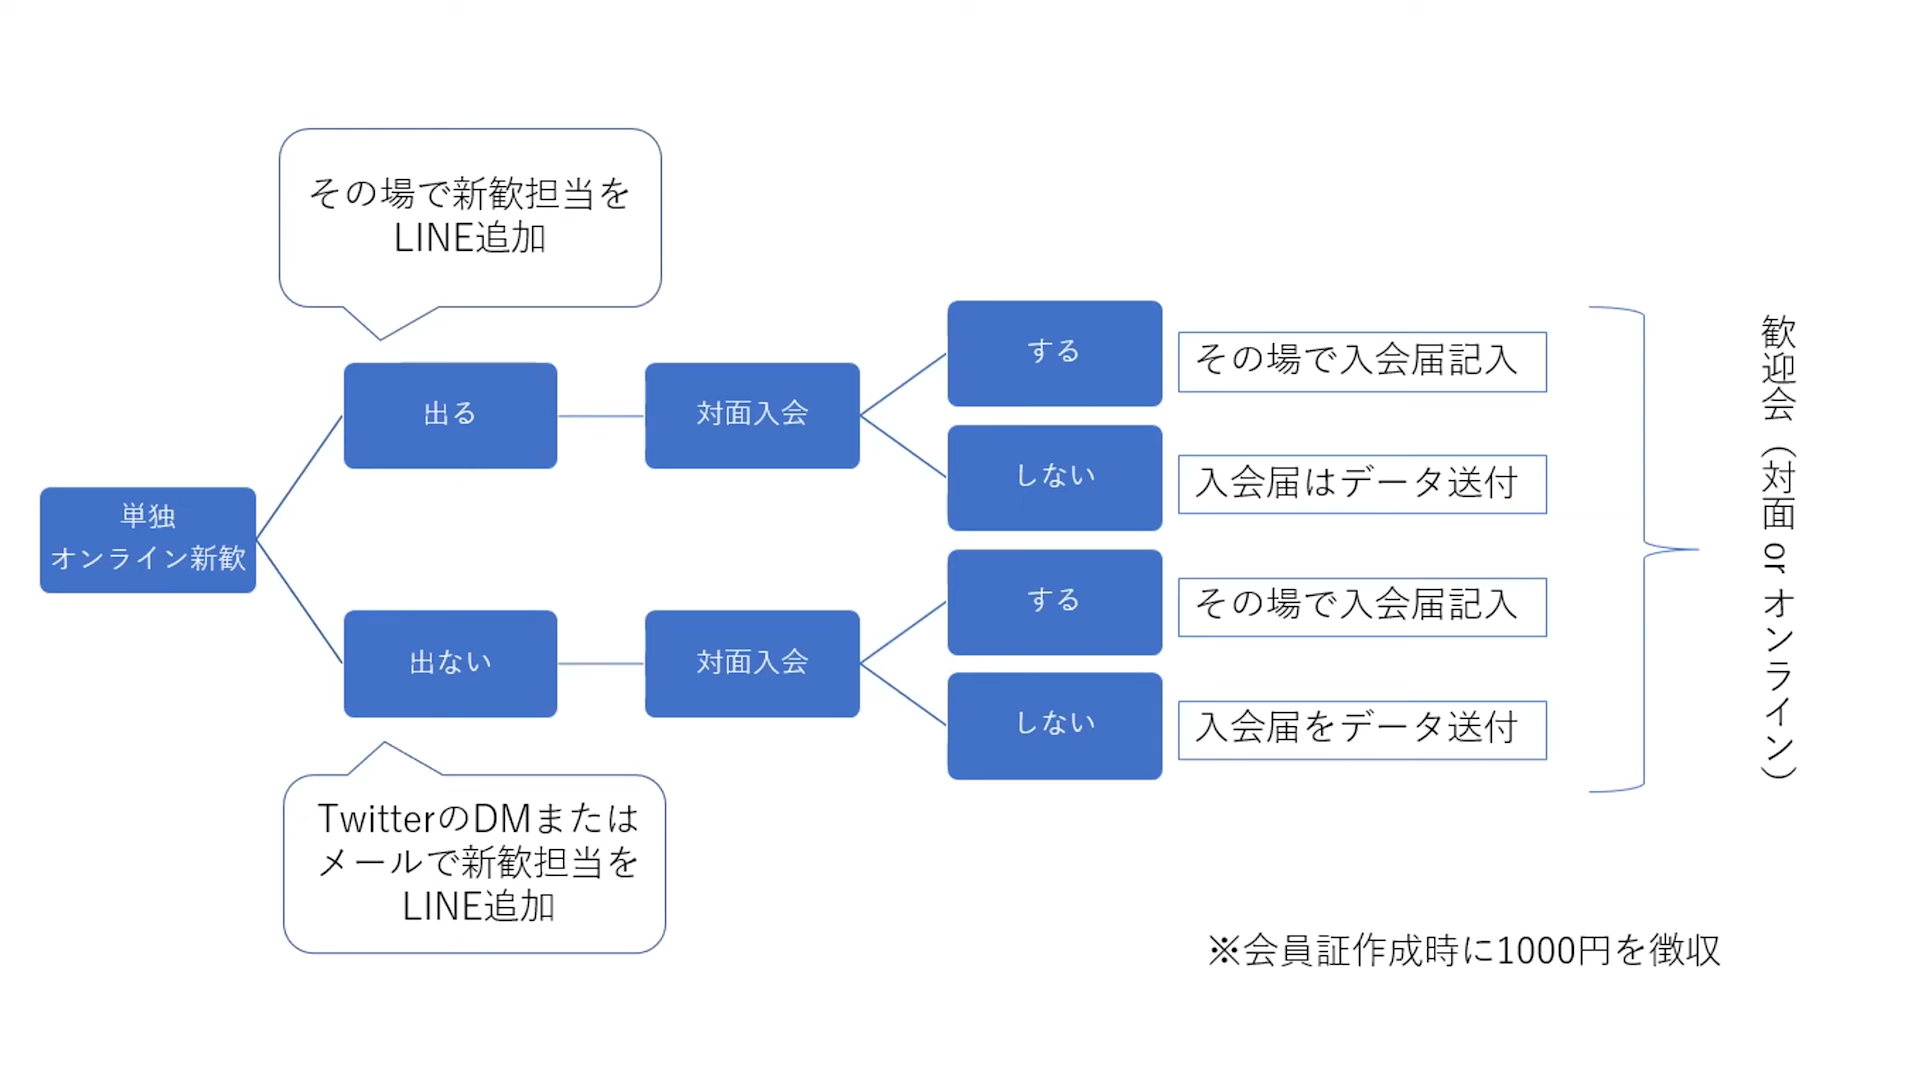 その場で新歓担当を
LINE追加
単独
オンライン新歓
出る
対面入会
する
その場で入会届記入
しない
入会届はデータ送付
出ない
対面入会
する
その場で入会届記入
しない
入会届をデータ送付
TwitterのDMまたは
メールで新歓担当を
LINE追加
歓迎会（対面 or オンライン）
※会員証作成時に1000円を徴収